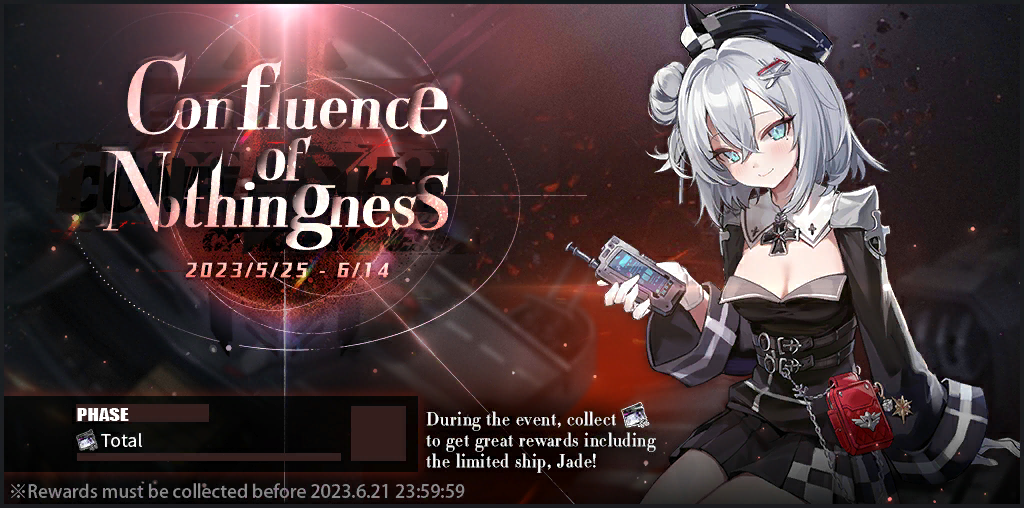 Confluence
of
Nothingness
2023/5/25 - 6/14
PHASE
Total
During the event, collect
to get great rewards including
the limited ship, Jade!
※Rewards must be collected before 2023.6.21 23:59:59